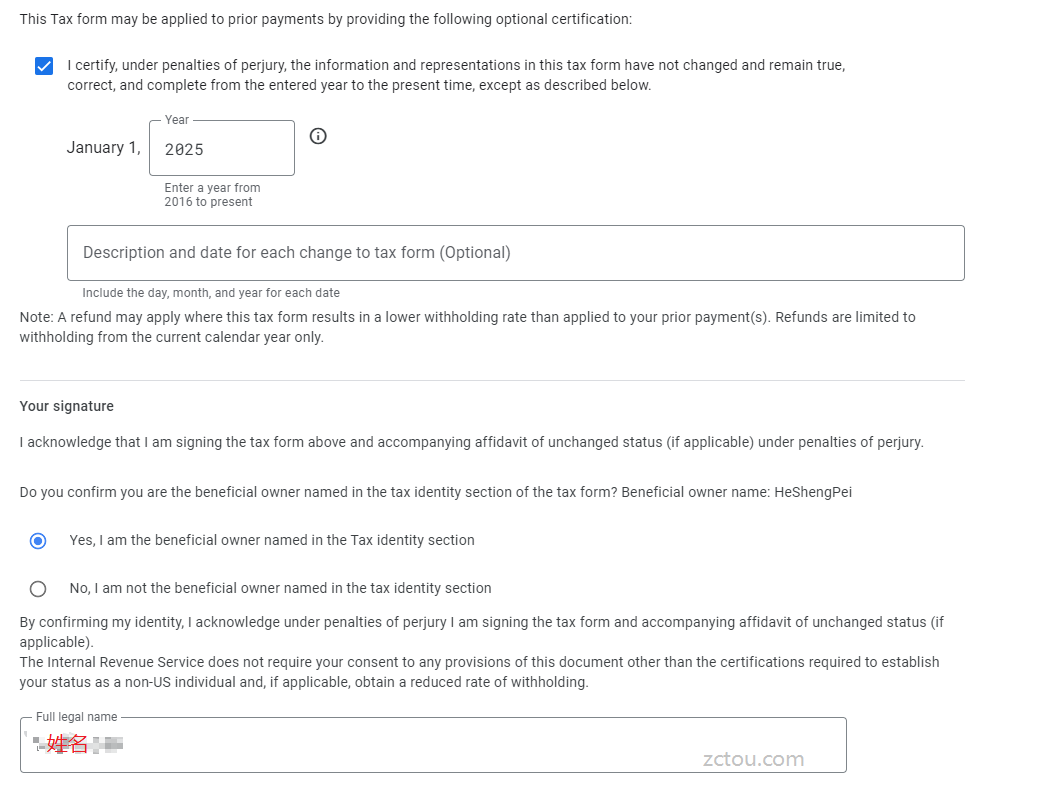 This Tax form may be applied to prior payments by providing the following optional certification:
I certify, under penalties of perjury, the information and representations in this tax form have not changed and remain true,
correct, and complete from the entered year to the present time, except as described below.
Year
January 1,
2025
Enter a year from
2016 to present
Description and date for each change to tax form (Optional)
Include the day, month, and year for each date
Note: A refund may apply where this tax form results in a lower withholding rate than applied to your prior payment(s). Refunds are limited to
withholding from the current calendar year only.
Your signature
I acknowledge that I am signing the tax form above and accompanying affidavit of unchanged status (if applicable) under penalties of perjury.
Do you confirm you are the beneficial owner named in the tax identity section of the tax form? Beneficial owner name: HeShengPei
Yes, I am the beneficial owner named in the Tax identity section
No, I am not the beneficial owner named in the tax identity section
By confirming my identity, I acknowledge under penalties of perjury I am signing the tax form and accompanying affidavit of unchanged status (if
applicable).
The Internal Revenue Service does not require your consent to any provisions of this document other than the certifications required to establish
your status as a non-US individual and, if applicable, obtain a reduced rate of withholding.
Full legal name
姓名
zctou.com